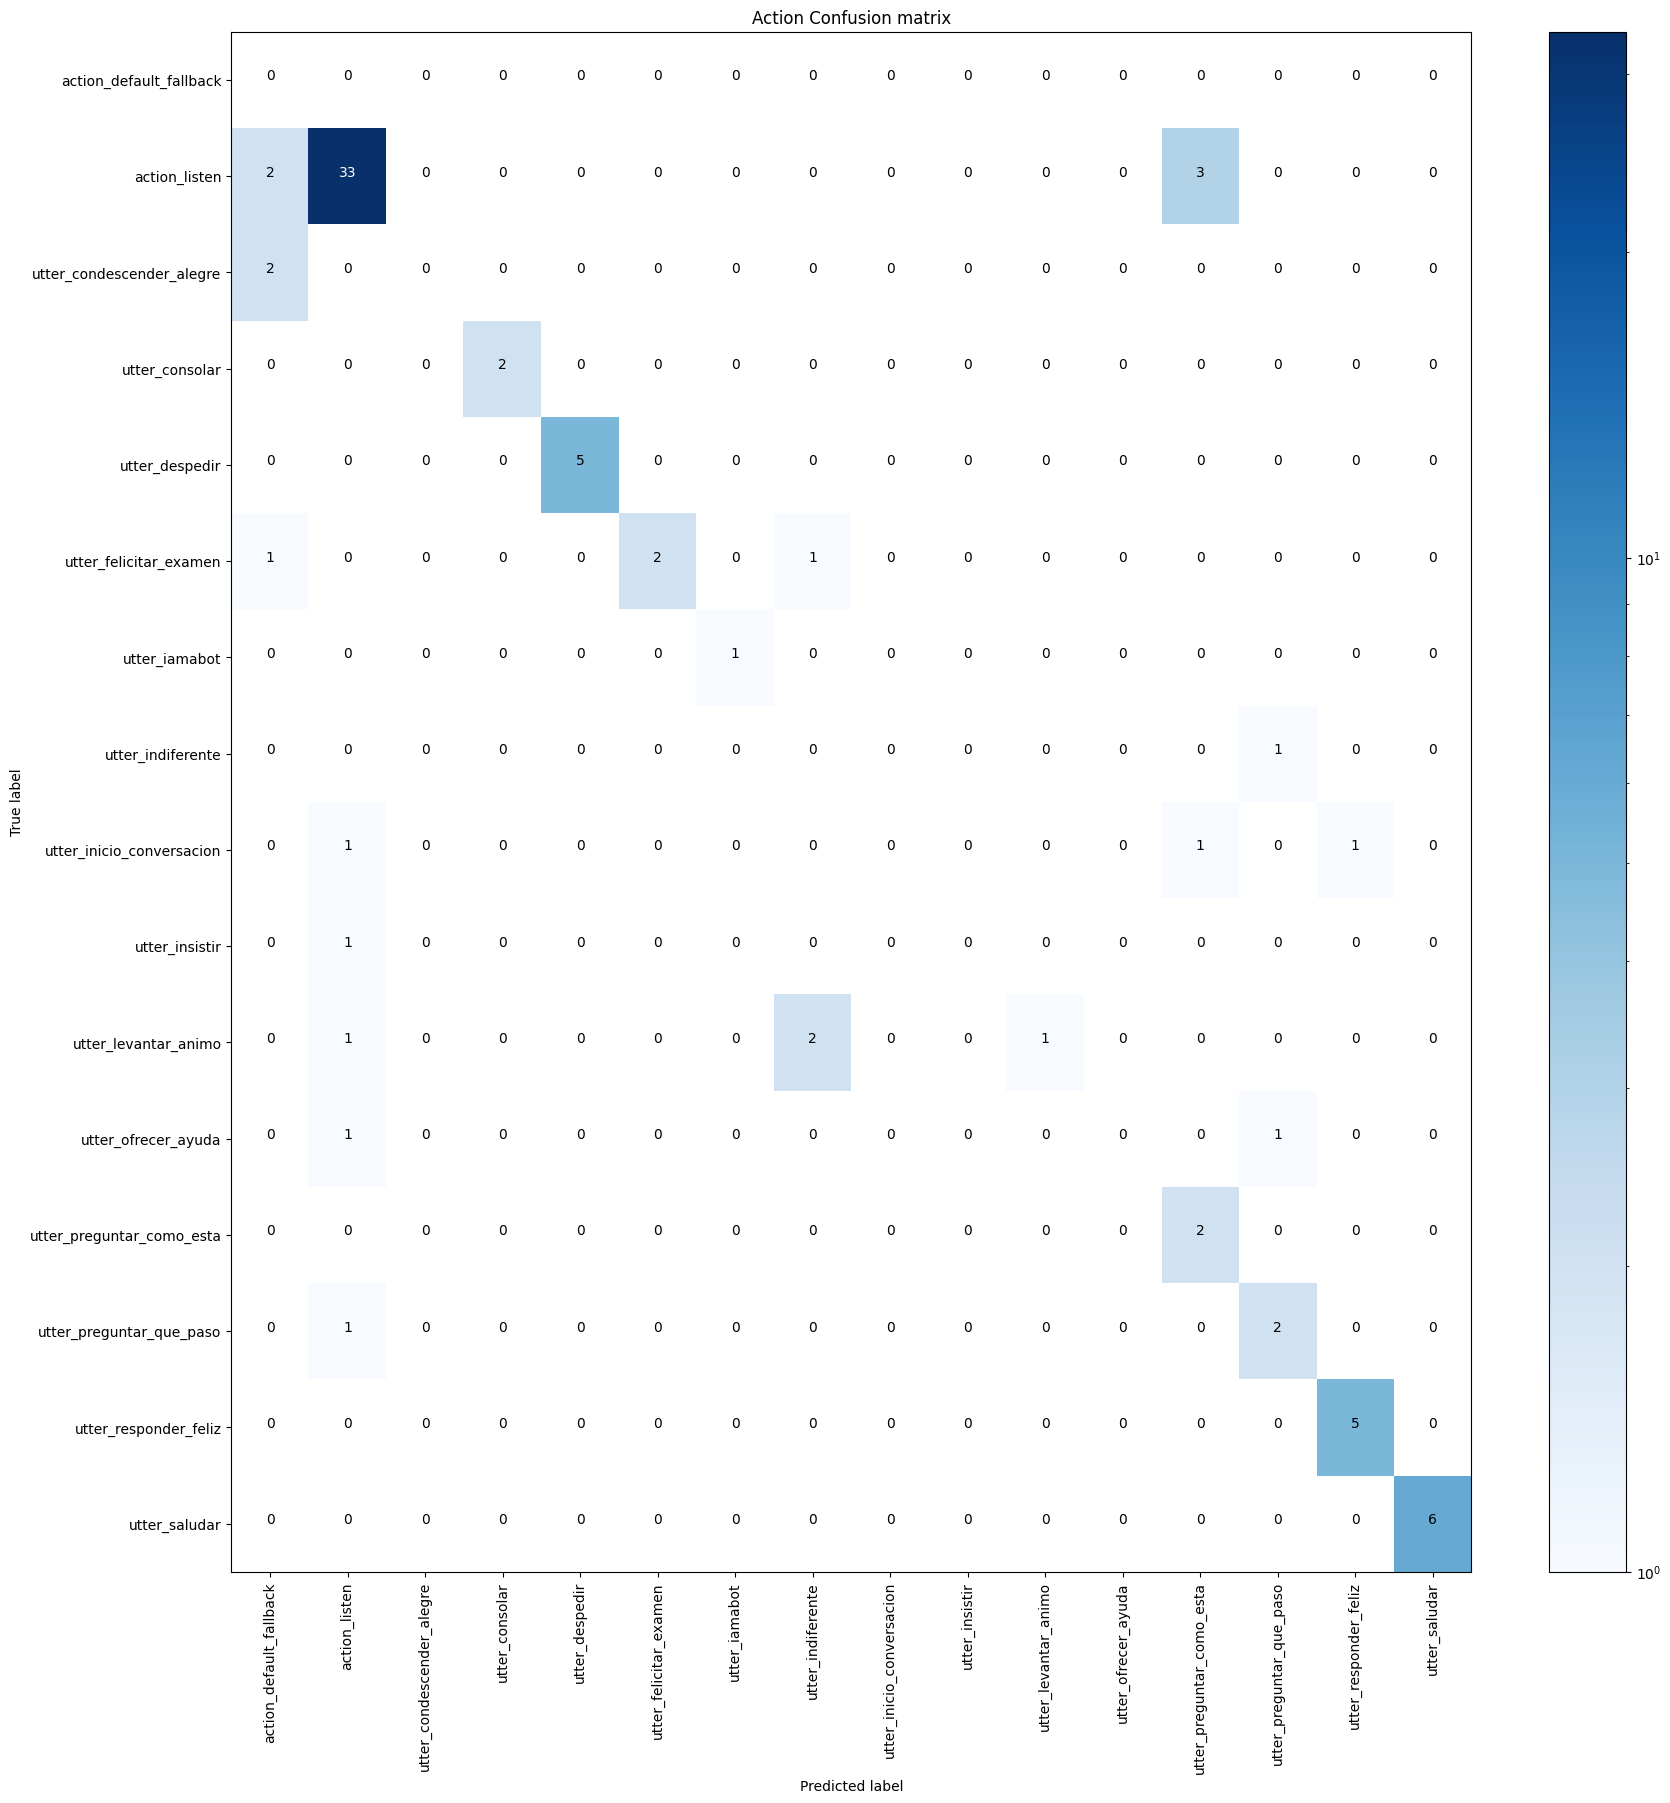 Action Confusion matrix
action_default_fallback 0 0 0 0 0 0 0 0 0 0 0 0 0 0 0 0
action_listen 2 33 0 0 0 0 0 0 0 0 0 0 3 0 0 0
utter_condescender_alegre 2 0 0 0 0 0 0 0 0 0 0 0 0 0 0 0
utter_consolar 0 0 0 2 0 0 0 0 0 0 0 0 0 0 0 0
utter_despedir 0 0 0 0 5 0 0 0 0 0 0 0 0 0 0 0
utter_felicitar_examen 1 0 0 0 0 2 0 1 0 0 0 0 0 0 0 0
utter_iamabot 0 0 0 0 0 0 1 0 0 0 0 0 0 0 0 0
utter_indiferente 0 0 0 0 0 0 0 0 0 0 0 0 0 1 0 0
utter_inicio_conversacion 0 1 0 0 0 0 0 0 0 0 0 0 1 0 1 0
utter_insistir 0 1 0 0 0 0 0 0 0 0 0 0 0 0 0 0
utter_levantar_animo 0 1 0 0 0 0 0 2 0 0 1 0 0 0 0 0
utter_ofrecer_ayuda 0 1 0 0 0 0 0 0 0 0 0 0 0 1 0 0
utter_preguntar_como_esta 0 0 0 0 0 0 0 0 0 0 0 0 2 0 0 0
utter_preguntar_que_paso 0 1 0 0 0 0 0 0 0 0 0 0 0 2 0 0
utter_responder_feliz 0 0 0 0 0 0 0 0 0 0 0 0 0 0 5 0
utter_saludar 0 0 0 0 0 0 0 0 0 0 0 0 0 0 0 6
True label
action_default_fallback
action_listen
utter_condescender_alegre
utter_consolar
utter_despedir
utter_felicitar_examen
utter_iamabot
utter_indiferente
utter_inicio_conversacion
utter_insistir
utter_levantar_animo
utter_ofrecer_ayuda
utter_preguntar_como_esta
utter_preguntar_que_paso
utter_responder_feliz
utter_saludar
Predicted label
10¹
10⁰